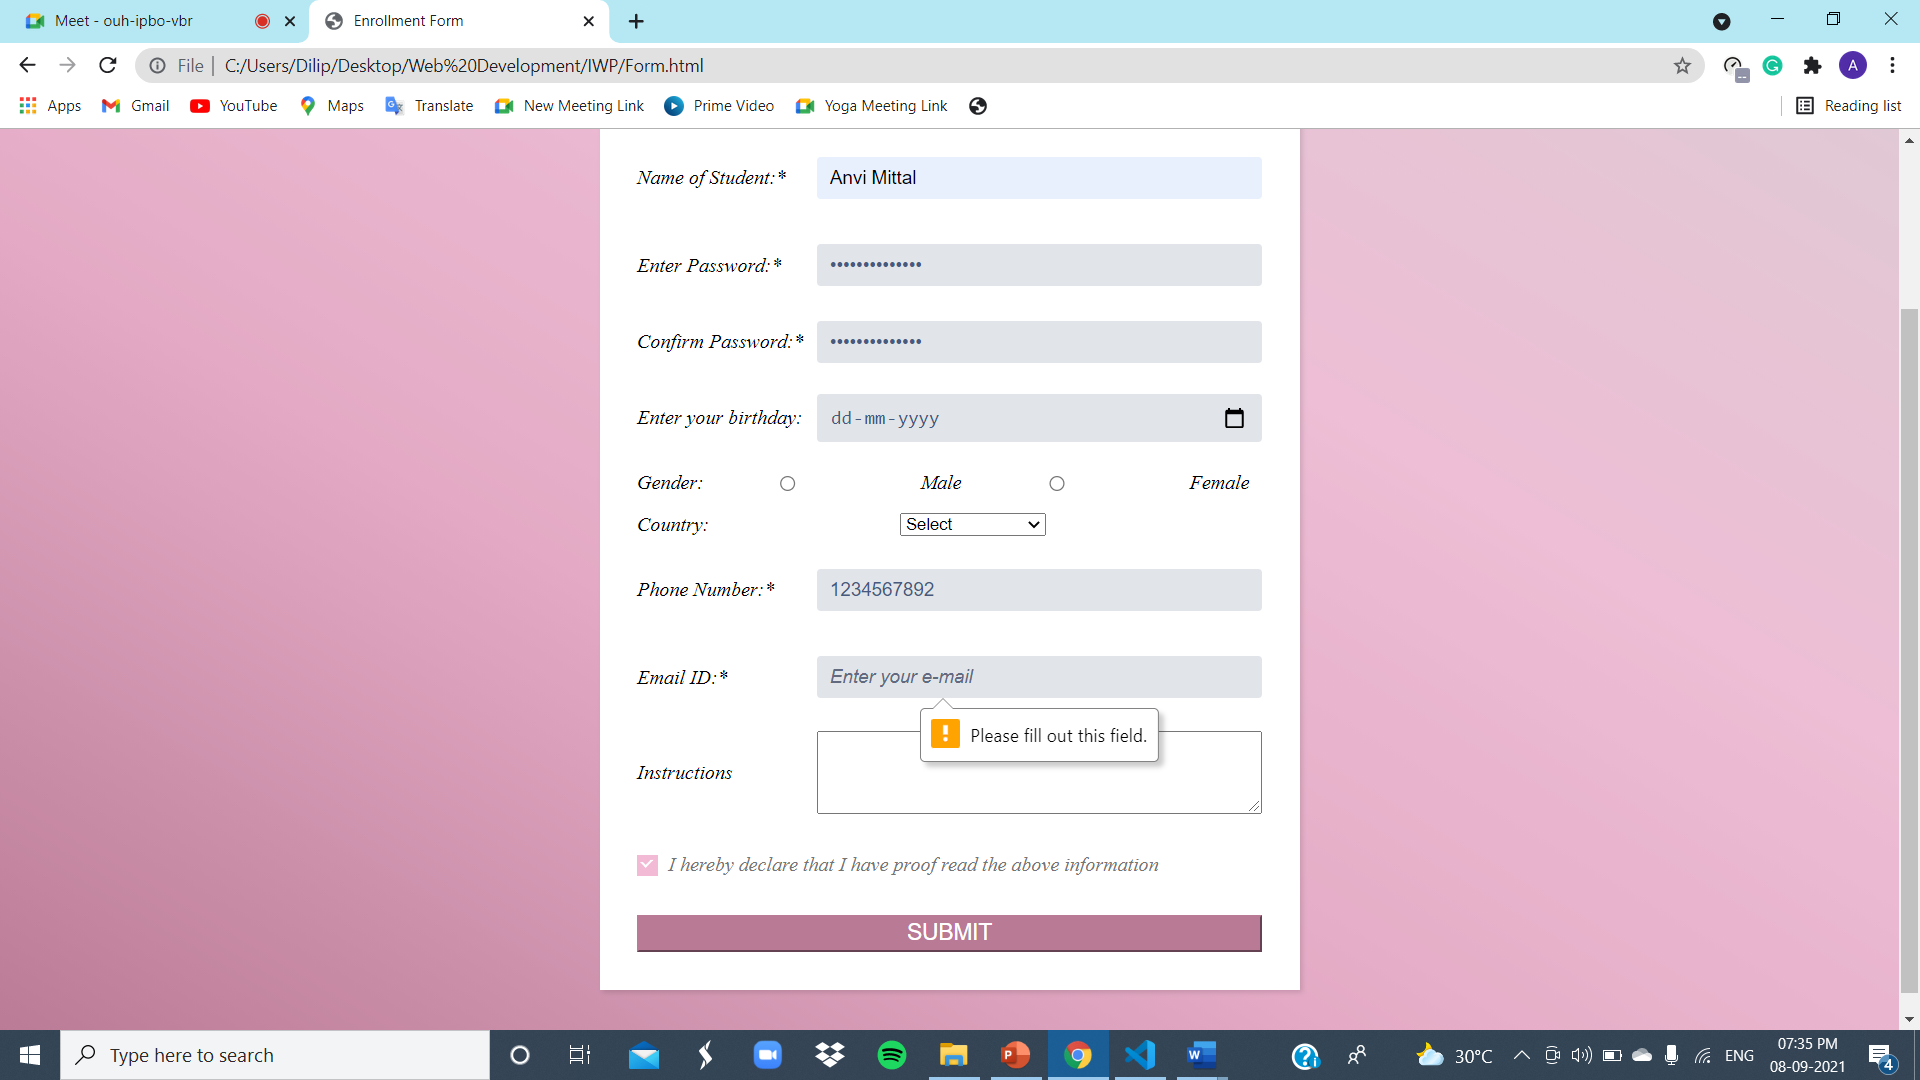 Meet - ouh-ipbo-vbr
Enrollment Form
File
C:/Users/Dilip/Desktop/Web%20Development/IWP/Form.html
A
Apps
Gmail
YouTube
Maps
Translate
New Meeting Link
Prime Video
Yoga Meeting Link
Reading list
Name of Student:*
Anvi Mittal
Enter Password:*
••••••••••••••
Confirm Password:*
••••••••••••••
Enter your birthday:
dd-mm-yyyy
Gender:
Male
Female
Country:
Select
Phone Number:*
1234567892
Email ID:*
Enter your e-mail
Please fill out this field.
Instructions
I hereby declare that I have proof read the above information
SUBMIT
Type here to search
30°C
ENG
07:35 PM
08-09-2021
4